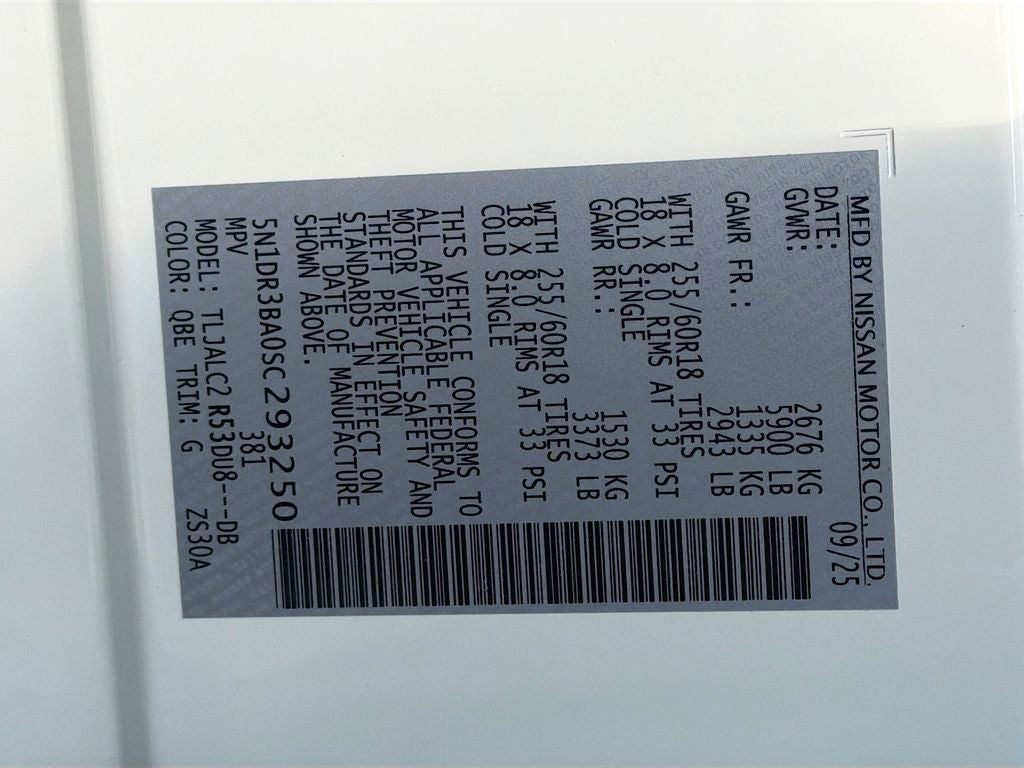 MFD BY NISSAN MOTOR CO., LTD.
DATE: 09/25
GVWR: 2676 KG
5900 LB
GAWR FR.: 1335 KG
2943 LB
WITH 255/60R18 TIRES
18 X 8.0 RIMS AT 33 PSI
COLD SINGLE
GAWR RR.: 1530 KG
3373 LB
WITH 255/60R18 TIRES
18 X 8.0 RIMS AT 33 PSI
COLD SINGLE
THIS VEHICLE CONFORMS TO
ALL APPLICABLE FEDERAL
MOTOR VEHICLE SAFETY AND
THEFT PREVENTION
STANDARDS IN EFFECT ON
THE DATE OF MANUFACTURE
SHOWN ABOVE.
5N1DR3BA0SC293250
MPV 381
MODEL: TLJALC2 R53DU8---DB
COLOR: QBE TRIM: G ZS30A